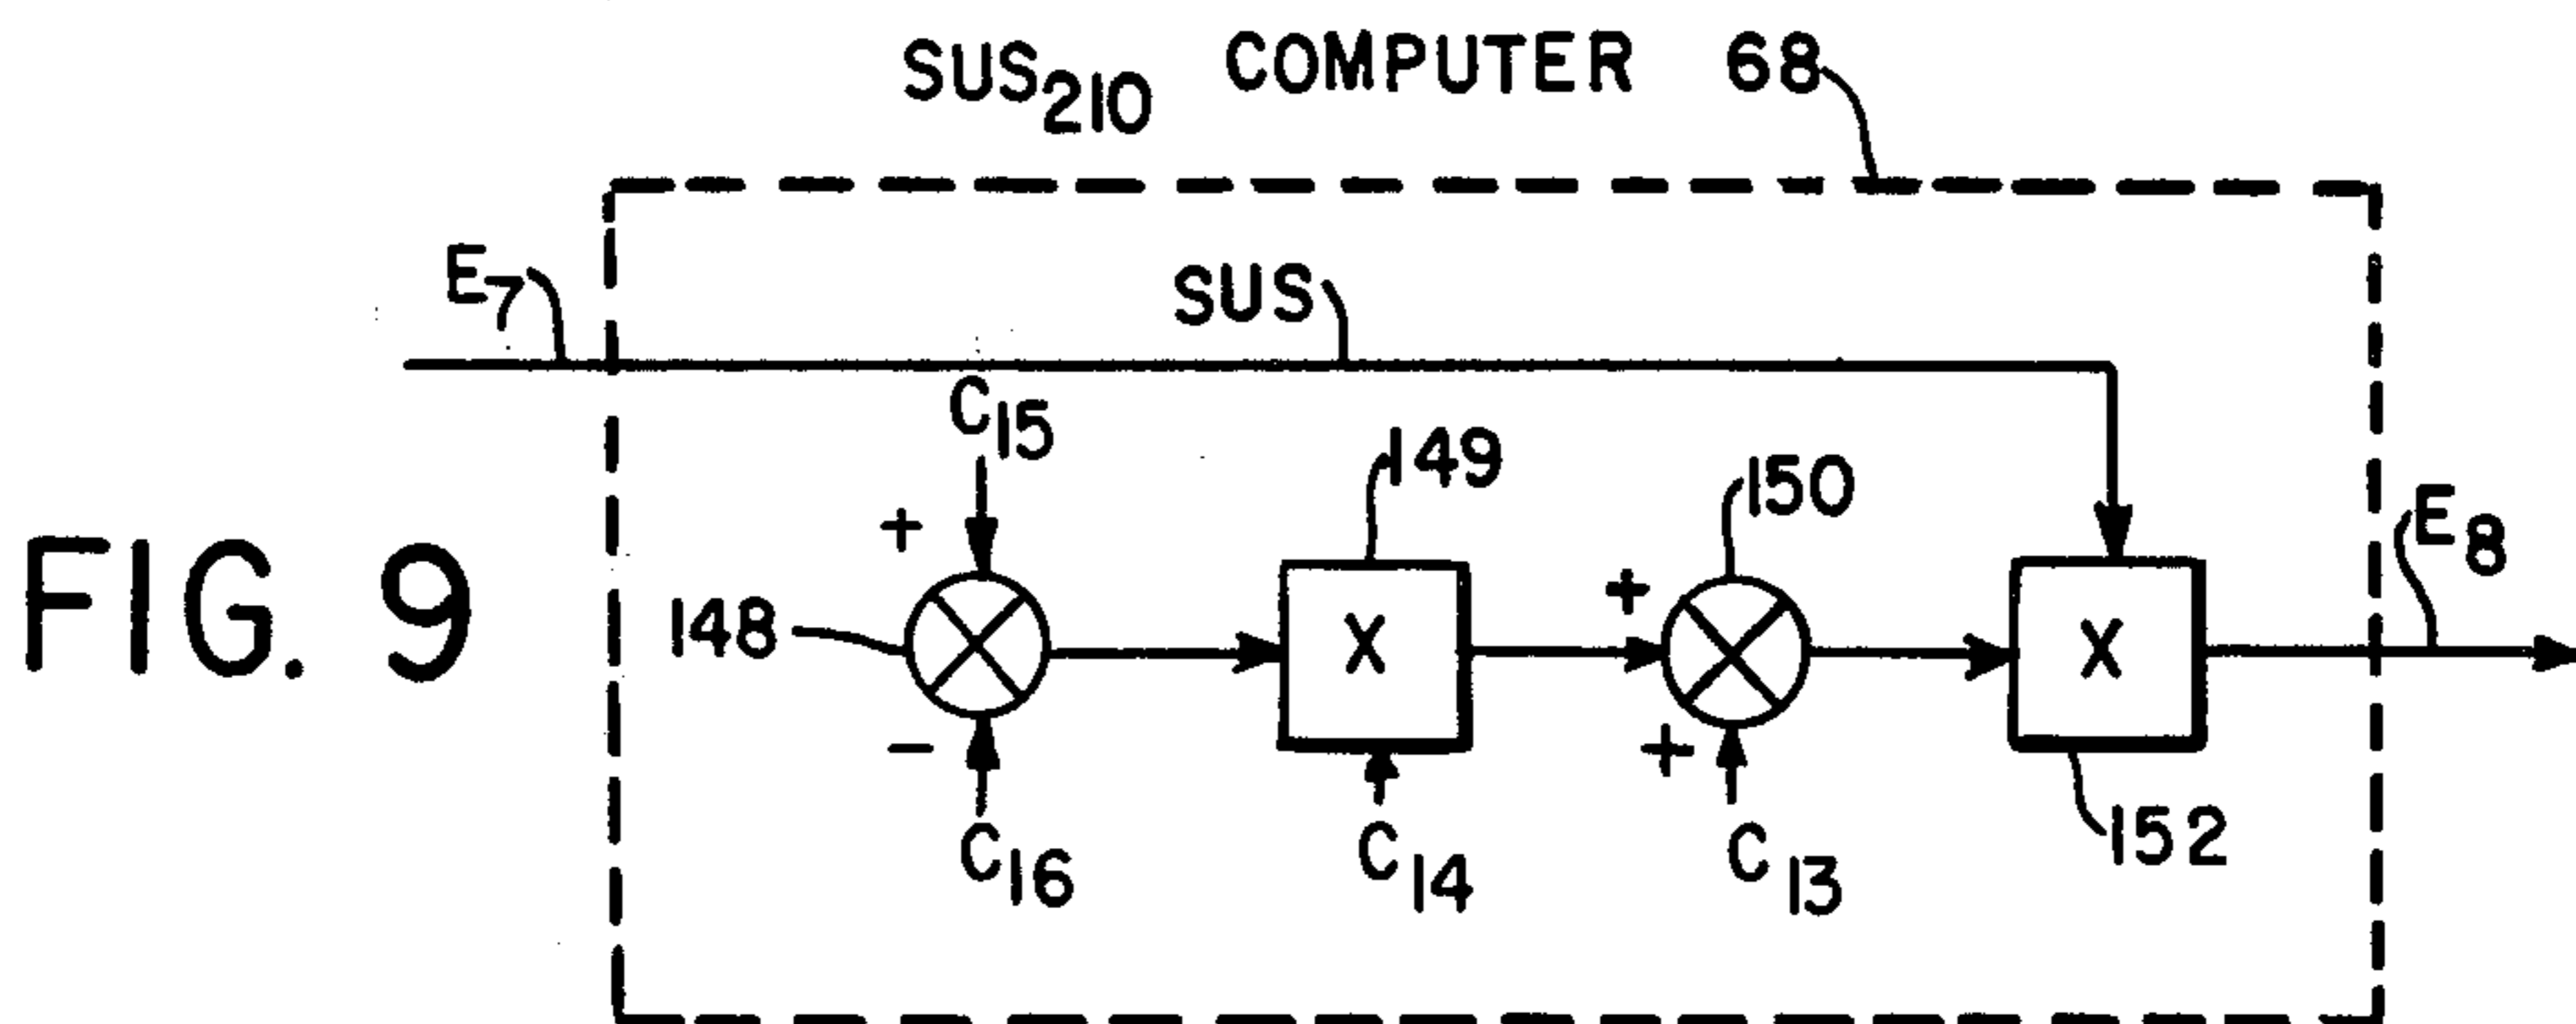 SUS210 COMPUTER 68
E7
SUS
C15
149
150
E8
+
+
FIG. 9
148
X
X
-
+
C16
C14
C13
152